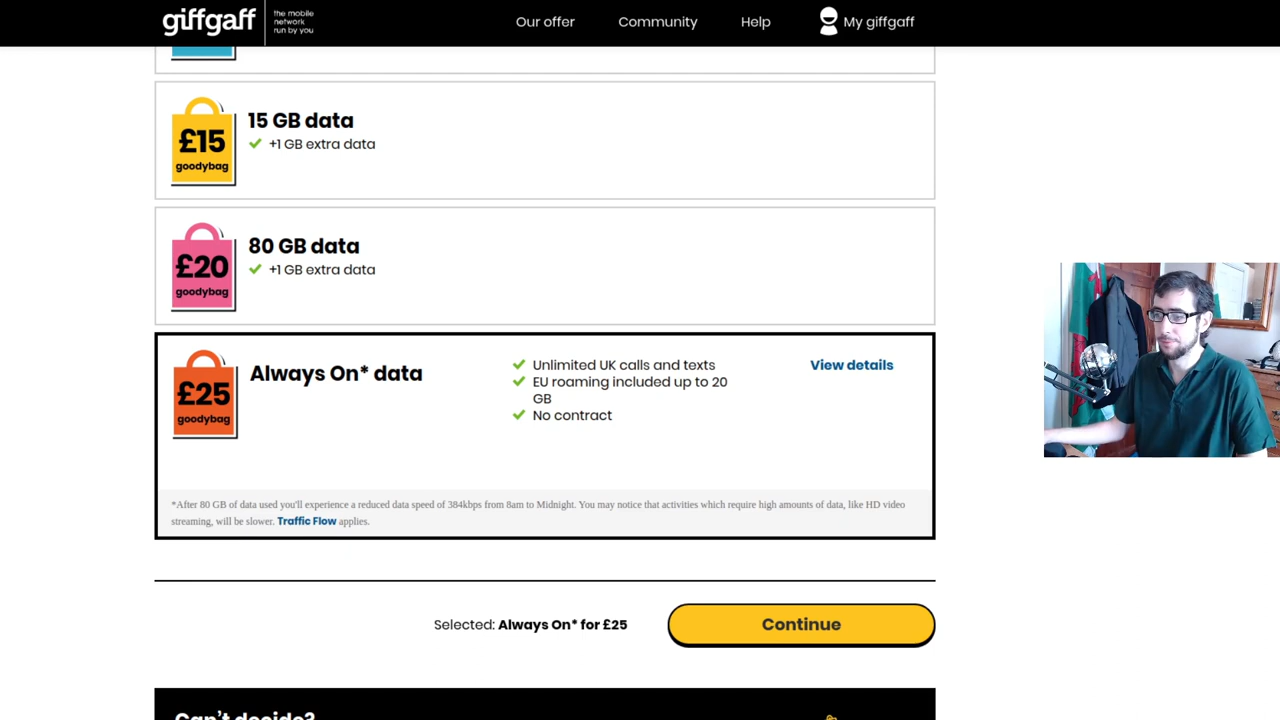 giffgaff
the mobile
network
run by you
Our offer
Community
Help
My giffgaff
£15
goodybag
15 GB data
+1 GB extra data
£20
goodybag
80 GB data
+1 GB extra data
£25
goodybag
Always On* data
Unlimited UK calls and texts
EU roaming included up to 20
GB
No contract
View details
*After 80 GB of data used you'll experience a reduced data speed of 384kbps from 8am to Midnight. You may notice that activities which require high amounts of data, like HD video
streaming, will be slower. Traffic Flow applies.
Selected: Always On* for £25
Continue
Can't decide?